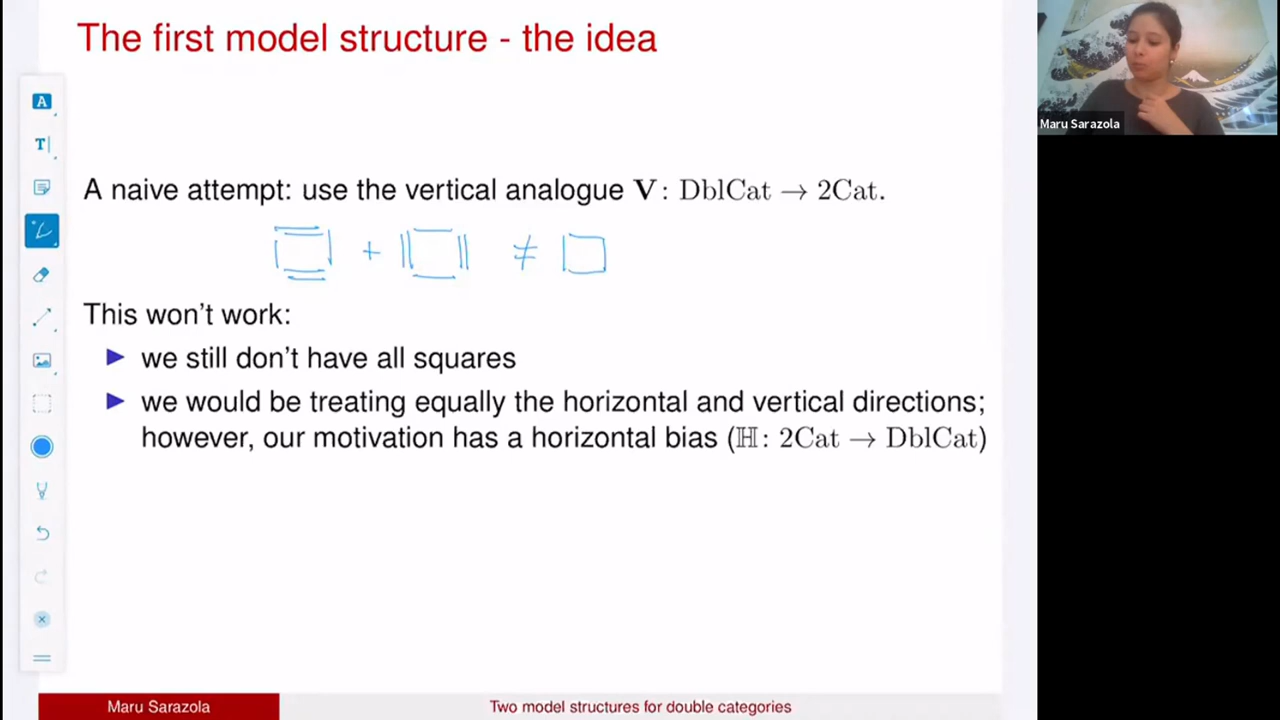 The first model structure - the idea
Maru Sarazola
A naive attempt: use the vertical analogue V: DblCat → 2Cat.
+ ≠
This won't work:
▶ we still don't have all squares
▶ we would be treating equally the horizontal and vertical directions;
however, our motivation has a horizontal bias (ℍ: 2Cat → DblCat)
A
T
Maru Sarazola
Two model structures for double categories